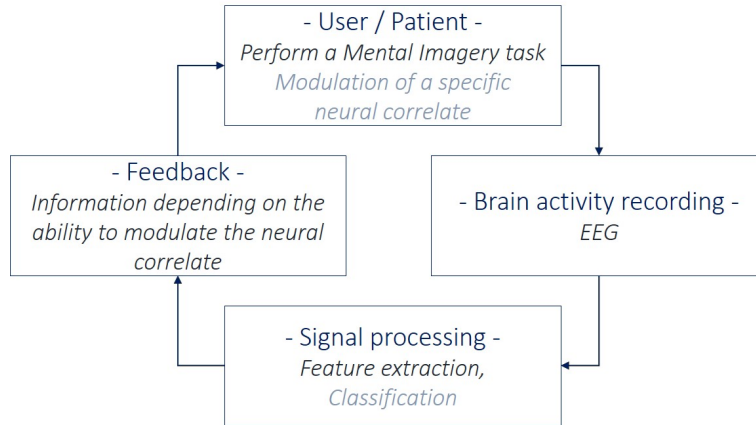 - User / Patient -
Perform a Mental Imagery task
Modulation of a specific
neural correlate
- Feedback -
Information depending on the
ability to modulate the neural
correlate
- Brain activity recording -
EEG
- Signal processing -
Feature extraction,
Classification